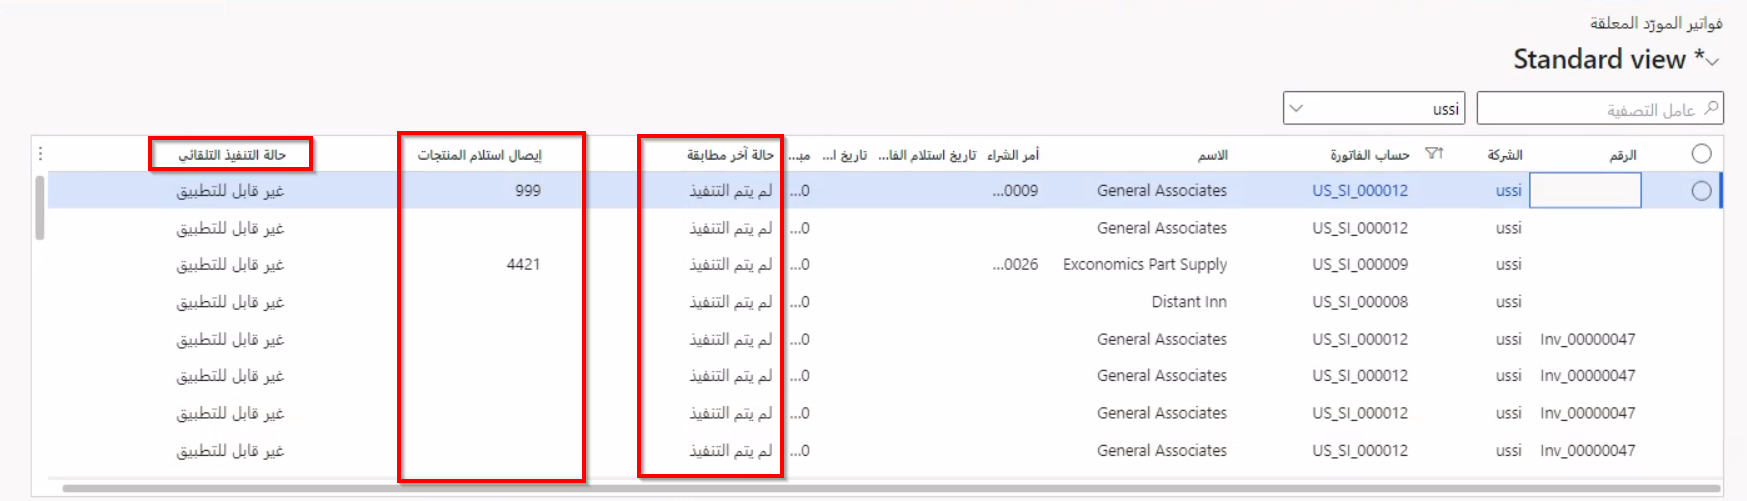 فواتير المورّد المعلقة
Standard view *
عامل التصفية ussi
الرقم الشركة حساب الفاتورة الاسم أمر الشراء تاريخ استلام الفا... تاريخ ا... مب... حالة آخر مطابقة إيصال استلام المنتجات حالة التنفيذ التلقائي
ussi US_SI_000012 General Associates 0009... 0... لم يتم التنفيذ 999 غير قابل للتطبيق
ussi US_SI_000012 General Associates 0... لم يتم التنفيذ غير قابل للتطبيق
ussi US_SI_000009 Exconomics Part Supply 0026... 0... لم يتم التنفيذ 4421 غير قابل للتطبيق
ussi US_SI_000008 Distant Inn 0... لم يتم التنفيذ غير قابل للتطبيق
Inv_00000047 ussi US_SI_000012 General Associates 0... لم يتم التنفيذ غير قابل للتطبيق
Inv_00000047 ussi US_SI_000012 General Associates 0... لم يتم التنفيذ غير قابل للتطبيق
Inv_00000047 ussi US_SI_000012 General Associates 0... لم يتم التنفيذ غير قابل للتطبيق
Inv_00000047 ussi US_SI_000012 General Associates 0... لم يتم التنفيذ غير قابل للتطبيق